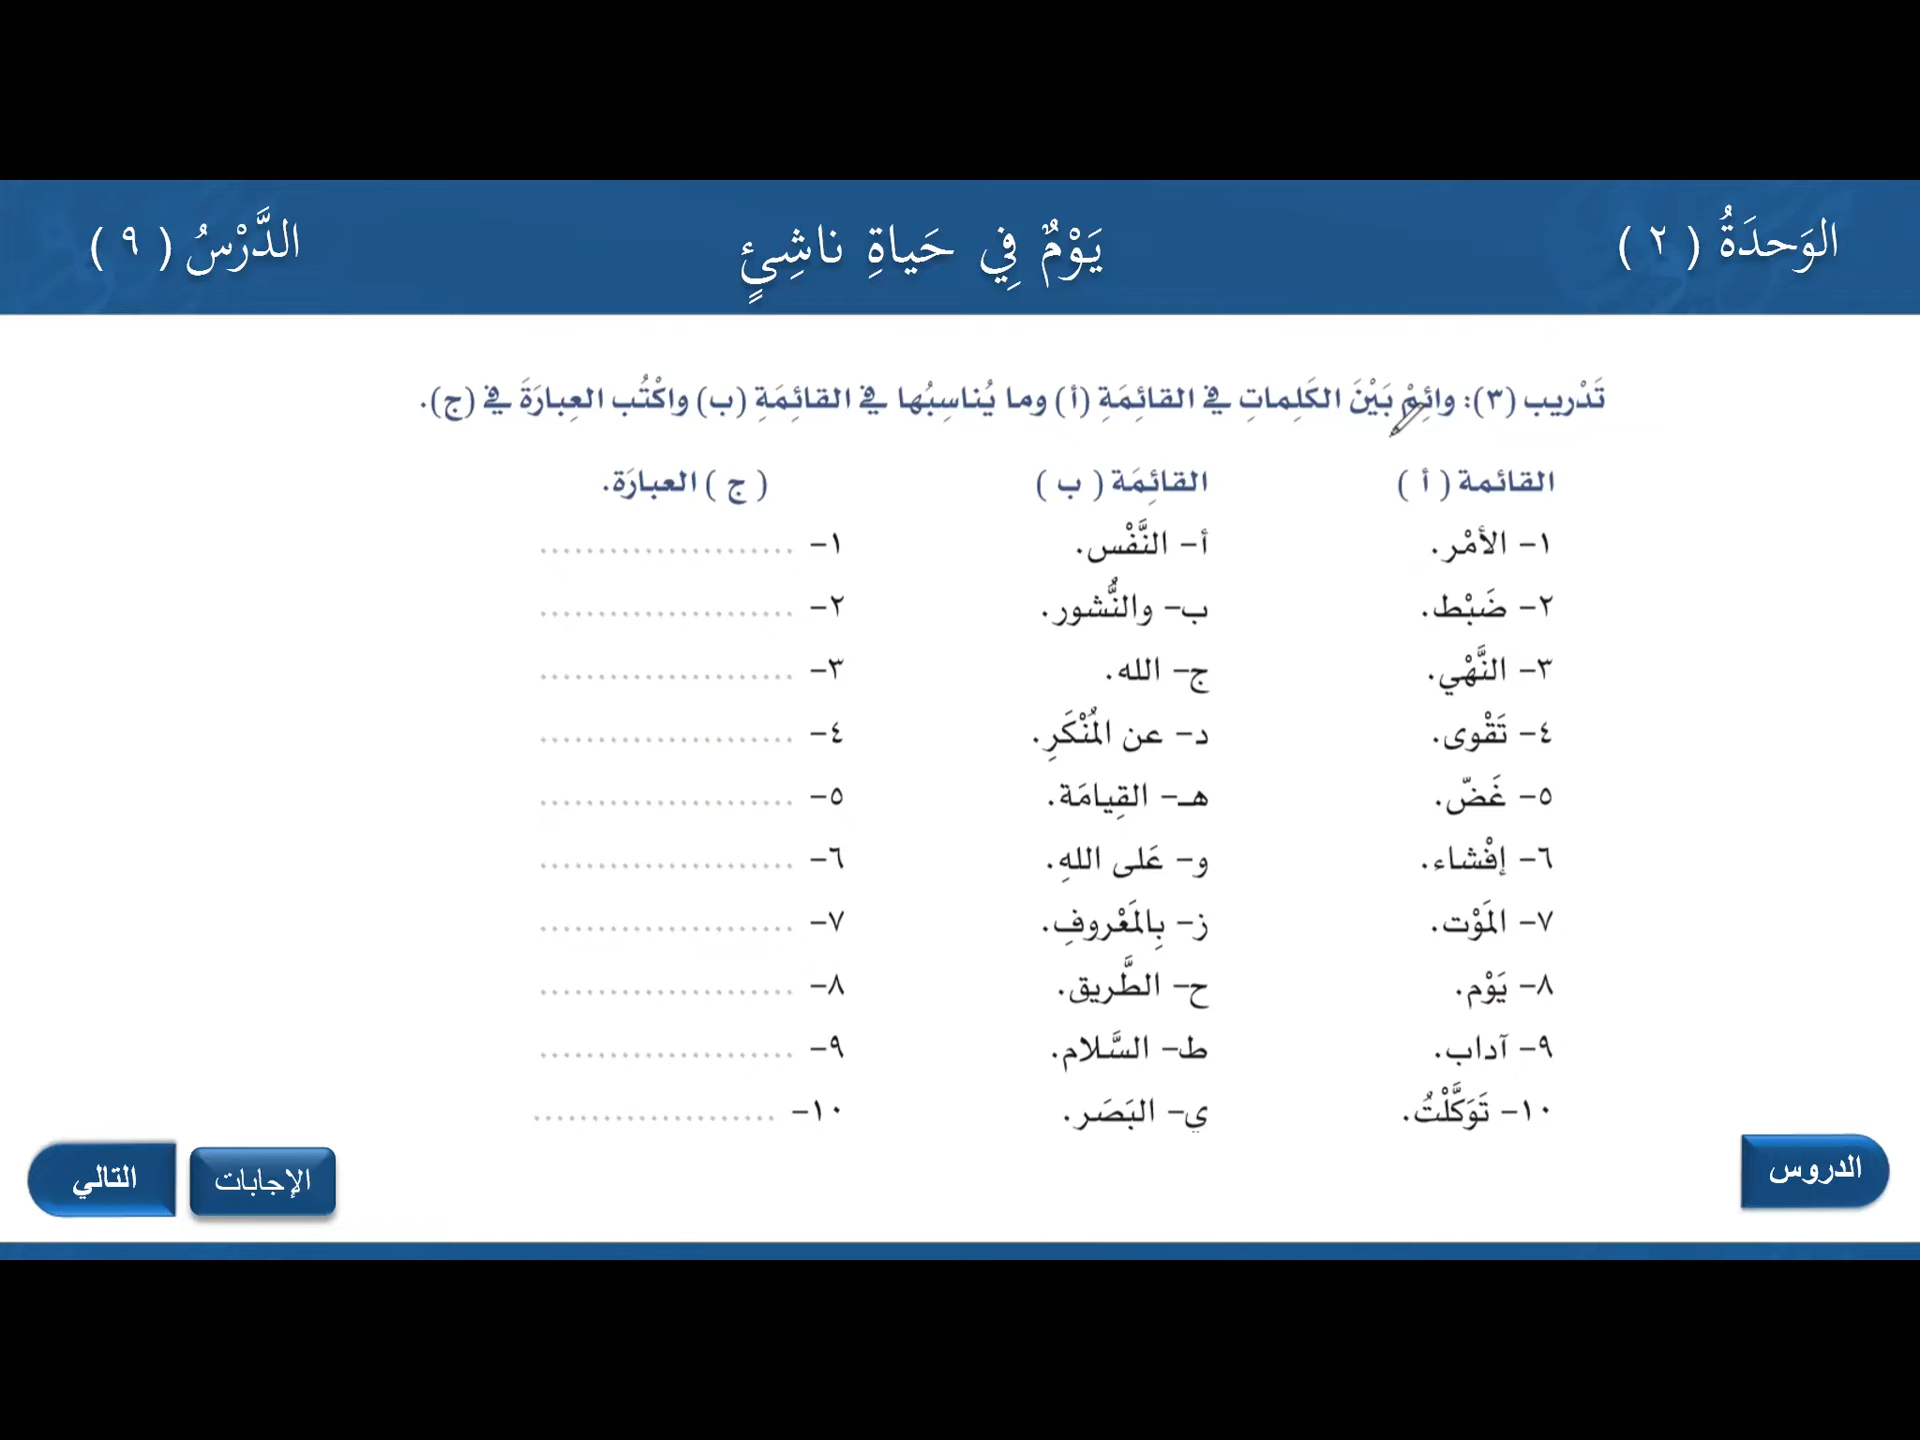 الوَحدَةُ ( ٢ ) يَوْمٌ فِي حَياةِ ناشِئٍ الدَّرْسُ ( ٩ )
تَدْريب (٣): وائِمْ بَيْنَ الكَلِماتِ في القائِمَةِ (أ) وما يُناسِبُها في القائِمَةِ (ب) واكْتُب العِبارَةَ في (ج).
القائمة ( أ ) القائِمَة ( ب ) ( ج ) العبارَة.
١- الأمْر. أ- النَّفْس. ١- ......................
٢- ضَبْط. ب- والنُّشور. ٢- ......................
٣- النَّهْي. ج- الله. ٣- ......................
٤- تَقْوى. د- عن المُنْكَرِ. ٤- ......................
٥- غَضّ. هـ- القِيامَة. ٥- ......................
٦- إفْشاء. و- عَلى اللهِ. ٦- ......................
٧- المَوْت. ز- بِالمَعْروفِ. ٧- ......................
٨- يَوْم. ح- الطَّريق. ٨- ......................
٩- آداب. ط- السَّلام. ٩- ......................
١٠- تَوَكَّلْتُ. ي- البَصَر. ١٠- .....................
الدروس الإجابات التالي